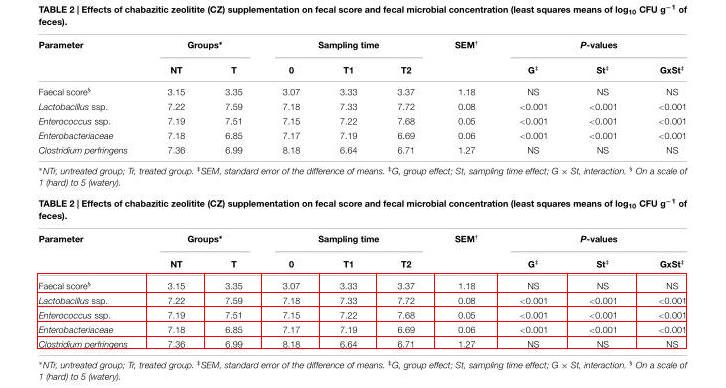 TABLE 2 | Effects of chabazitic zeolitite (CZ) supplementation on fecal score and fecal microbial concentration (least squares means of log10 CFU g−1 of
feces).
Parameter Groups* Sampling time SEM† P-values
NT T 0 T1 T2 G‡ St‡ GxSt‡
Faecal score§ 3.15 3.35 3.07 3.33 3.37 1.18 NS NS NS
Lactobacillus ssp. 7.22 7.59 7.18 7.33 7.72 0.08 <0.001 <0.001 <0.001
Enterococcus ssp. 7.19 7.51 7.15 7.22 7.68 0.05 <0.001 <0.001 <0.001
Enterobacteriaceae 7.18 6.85 7.17 7.19 6.69 0.06 <0.001 <0.001 <0.001
Clostridium perfringens 7.36 6.99 8.18 6.64 6.71 1.27 NS NS NS
*NTr, untreated group; Tr, treated group. ‡SEM, standard error of the difference of means. ‡G, group effect; St, sampling time effect; G × St, interaction. § On a scale of
1 (hard) to 5 (watery).
TABLE 2 | Effects of chabazitic zeolitite (CZ) supplementation on fecal score and fecal microbial concentration (least squares means of log10 CFU g−1 of
feces).
Parameter Groups* Sampling time SEM† P-values
NT T 0 T1 T2 G‡ St‡ GxSt‡
Faecal score§ 3.15 3.35 3.07 3.33 3.37 1.18 NS NS NS
Lactobacillus ssp. 7.22 7.59 7.18 7.33 7.72 0.08 <0.001 <0.001 <0.001
Enterococcus ssp. 7.19 7.51 7.15 7.22 7.68 0.05 <0.001 <0.001 <0.001
Enterobacteriaceae 7.18 6.85 7.17 7.19 6.69 0.06 <0.001 <0.001 <0.001
Clostridium perfringens 7.36 6.99 8.18 6.64 6.71 1.27 NS NS NS
*NTr, untreated group; Tr, treated group. ‡SEM, standard error of the difference of means. ‡G, group effect; St, sampling time effect; G × St, interaction. § On a scale of
1 (hard) to 5 (watery).